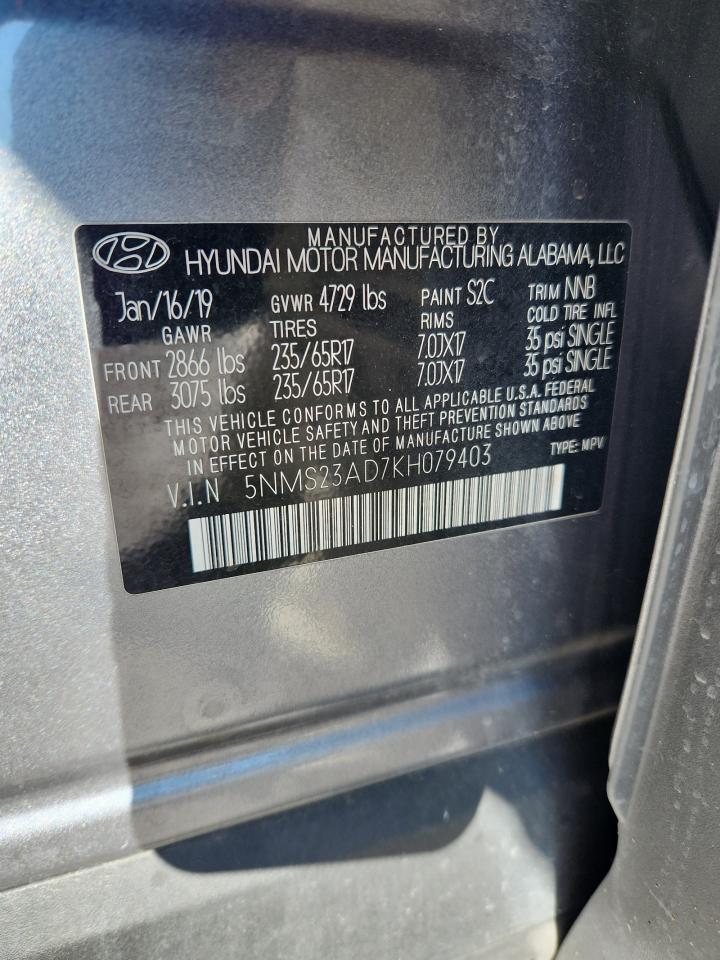 MANUFACTURED BY
HYUNDAI MOTOR MANUFACTURING ALABAMA, LLC
Jan/16/19 GVWR 4729 lbs PAINT S2C TRIM NNB
GAWR TIRES RIMS COLD TIRE INFL
FRONT 2866 lbs 235/65R17 7.0JX17 35 psi SINGLE
REAR 3075 lbs 235/65R17 7.0JX17 35 psi SINGLE
THIS VEHICLE CONFORMS TO ALL APPLICABLE U.S.A. FEDERAL
MOTOR VEHICLE SAFETY AND THEFT PREVENTION STANDARDS
IN EFFECT ON THE DATE OF MANUFACTURE SHOWN ABOVE
V.I.N 5NMS23AD7KH079403 TYPE: MPV